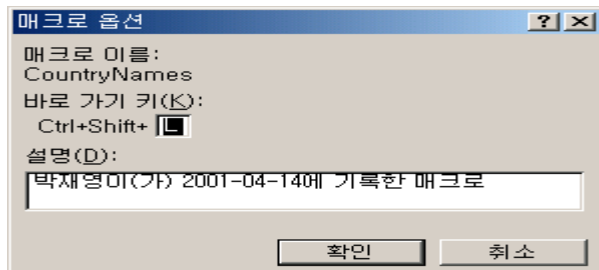 매크로 옵션
매크로 이름:
CountryNames
바로 가기 키(K):
Ctrl+Shift+ L
설명(D):
박재영이(가) 2001-04-14에 기록한 매크로
확인 취소